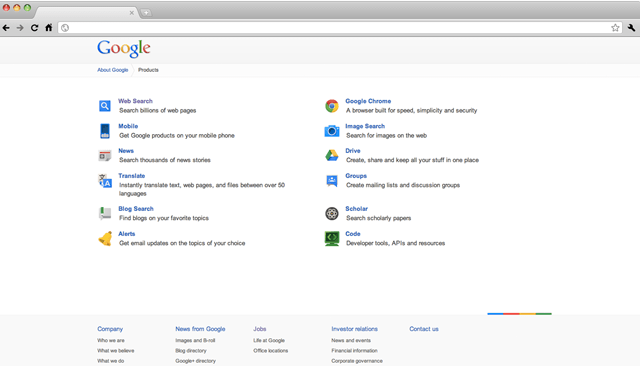 Google
About Google
Products
Web Search
Search billions of web pages
Google Chrome
A browser built for speed, simplicity and security
Mobile
Get Google products on your mobile phone
Image Search
Search for images on the web
News
Search thousands of news stories
Drive
Create, share and keep all your stuff in one place
Translate
Instantly translate text, web pages, and files between over 50
languages
Groups
Create mailing lists and discussion groups
Blog Search
Find blogs on your favorite topics
Scholar
Search scholarly papers
Alerts
Get email updates on the topics of your choice
Code
Developer tools, APIs and resources
Company
Who we are
What we believe
What we do
News from Google
Images and B-roll
Blog directory
Google+ directory
Jobs
Life at Google
Office locations
Investor relations
News and events
Financial information
Corporate governance
Contact us